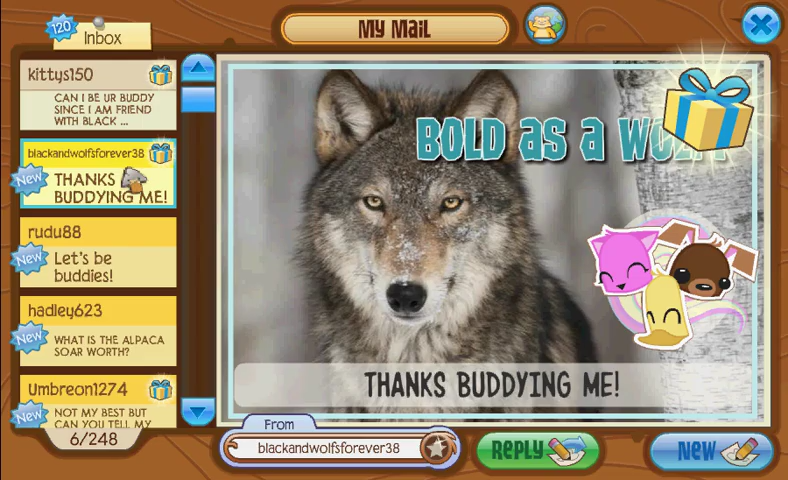 120
Inbox
My Mail
kittys150
CAN I BE UR BUDDY
SINCE I AM FRIEND
WITH BLACK ...
blackandwolfsforever38
New
THANKS
BUDDYING ME!
rudu88
New
Let's be
buddies!
hadley623
New
WHAT IS THE ALPACA
SOAR WORTH?
Umbreon1274
New
NOT MY BEST BUT
CAN YOU TELL MY
6/248
BOLD as a
THANKS BUDDYING ME!
From
blackandwolfsforever38
REPLY
NEW